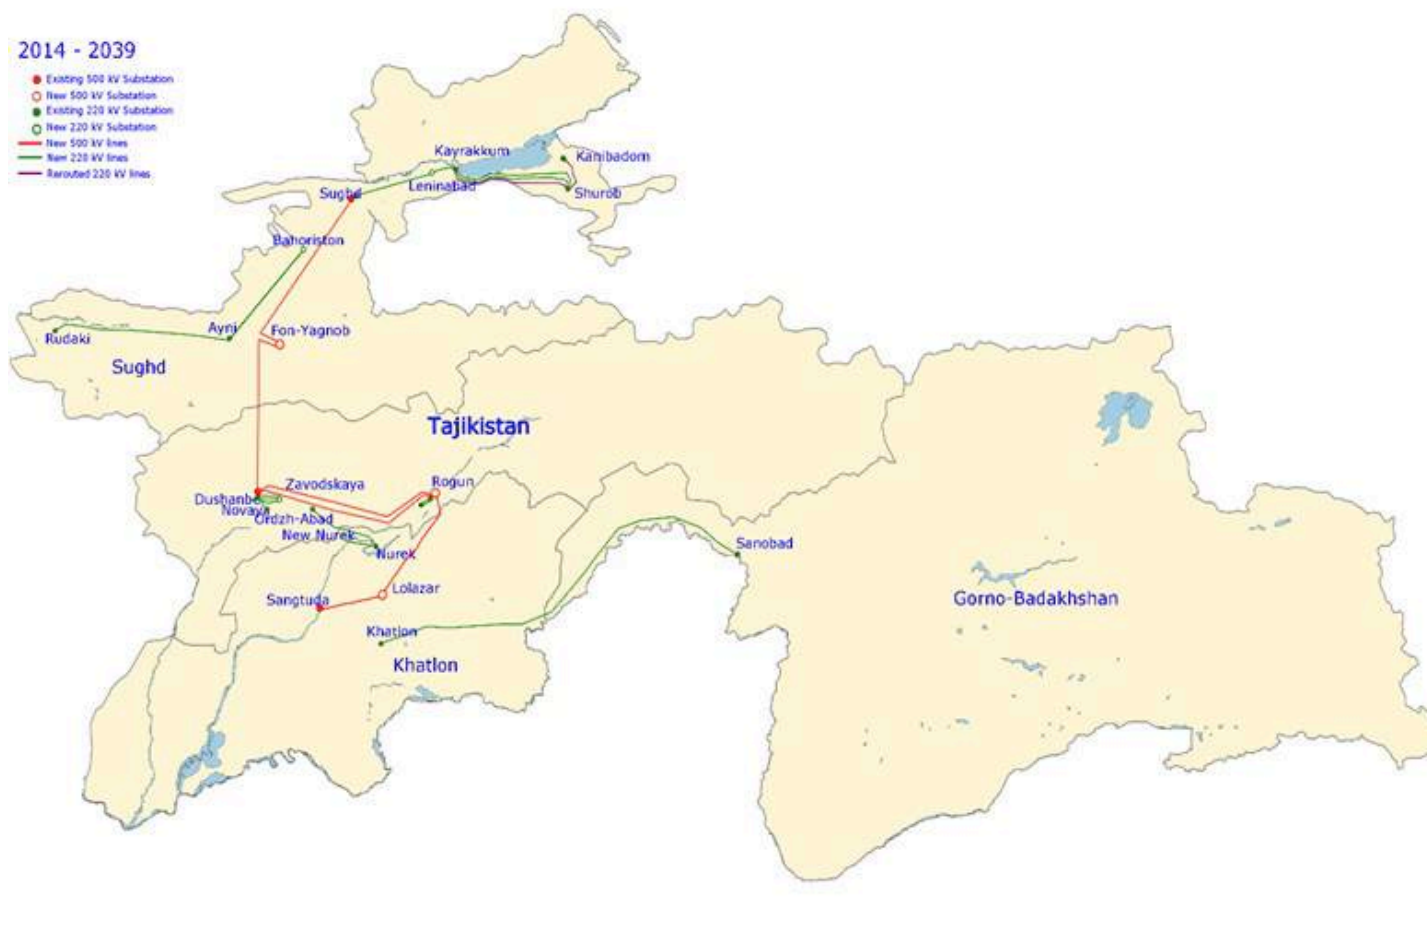 2014 - 2039
Existing 500 kV Substation
New 500 kV Substation
Existing 220 kV Substation
New 220 kV Substation
New 500 kV lines
New 220 kV lines
Rerouted 220 kV lines
Kayrakkum
Kanibadom
Leninabad
Shurob
Sughd
Bahoriston
Ayni
Fon-Yagnob
Rudaki
Sughd
Tajikistan
Rogun
Zavodskaya
Dushanbe
Novaya
Ordzh-Abad
New Nurek
Nurek
Sanobad
Lolazar
Sangtuda
Gorno-Badakhshan
Khatlon
Khatlon